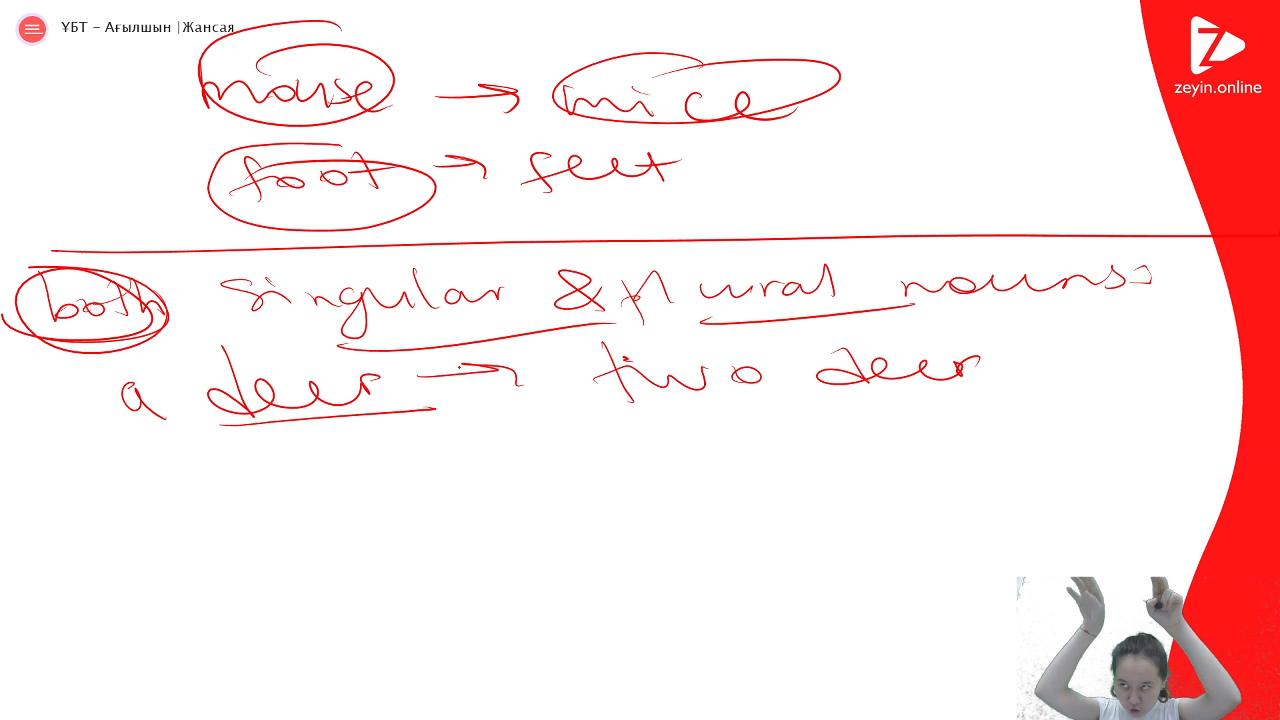 ҰБТ – Ағылшын |Жансая
zeyin.online
mouse → mice
foot → feet
both singular & plural nouns:
a deer → two deer